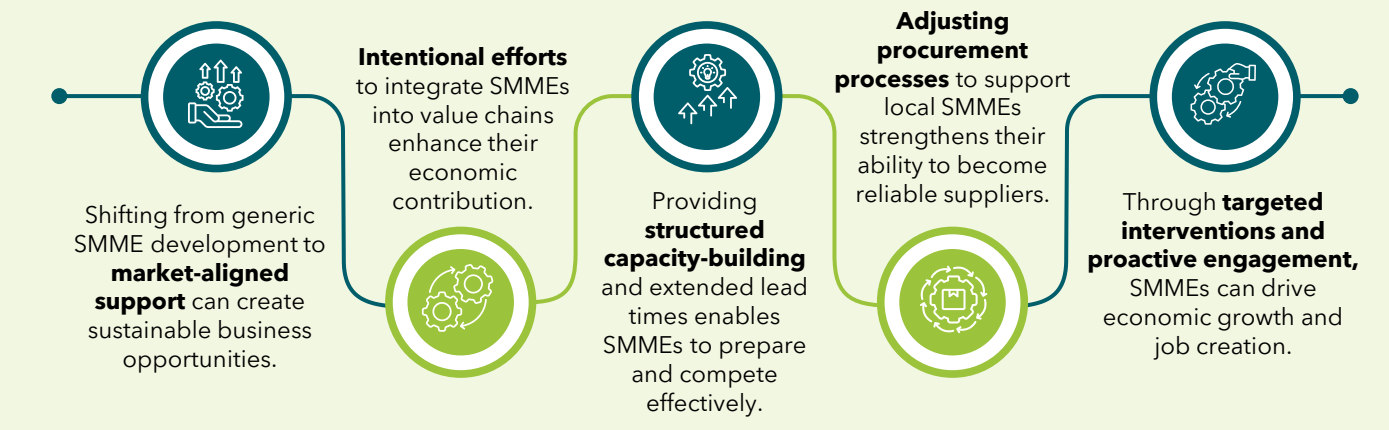 Shifting from generic
SMME development to
market-aligned
support can create
sustainable business
opportunities.
Intentional efforts
to integrate SMMEs
into value chains
enhance their
economic
contribution.
Providing
structured
capacity-building
and extended lead
times enables
SMMEs to prepare
and compete
effectively.
Adjusting
procurement
processes to support
local SMMEs
strengthens their
ability to become
reliable suppliers.
Through targeted
interventions and
proactive engagement,
SMMEs can drive
economic growth and
job creation.